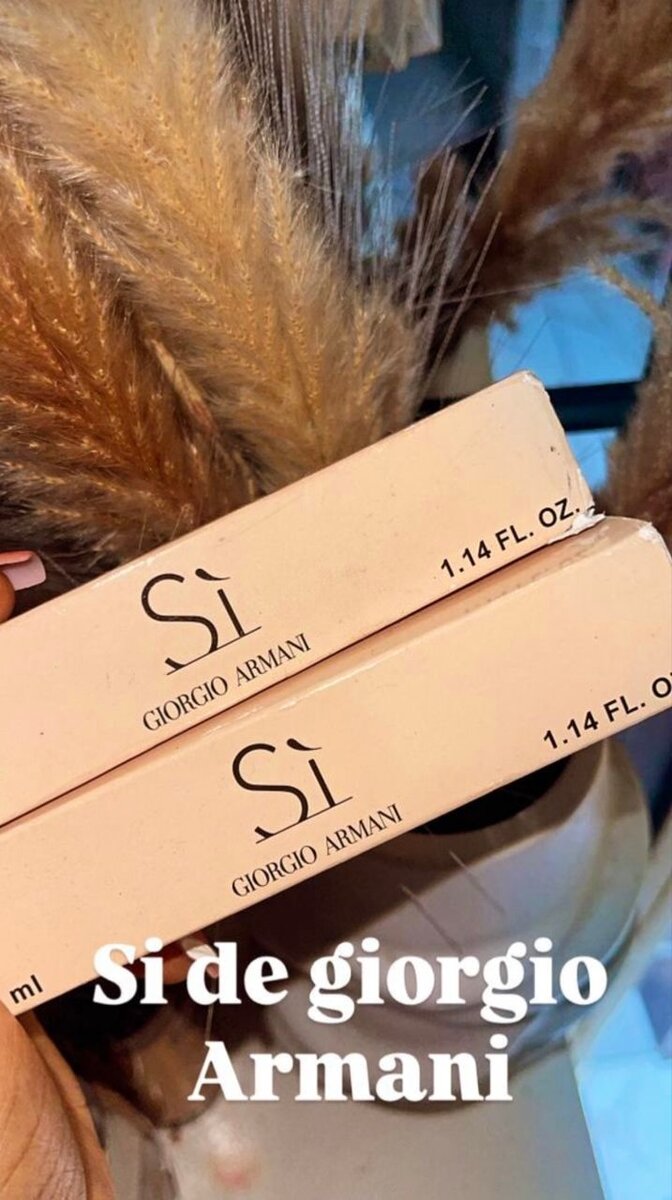 Sì
GIORGIO ARMANI
1.14 FL. OZ.
Sì
GIORGIO ARMANI
1.14 FL. O
ml
Si de giorgio
Armani